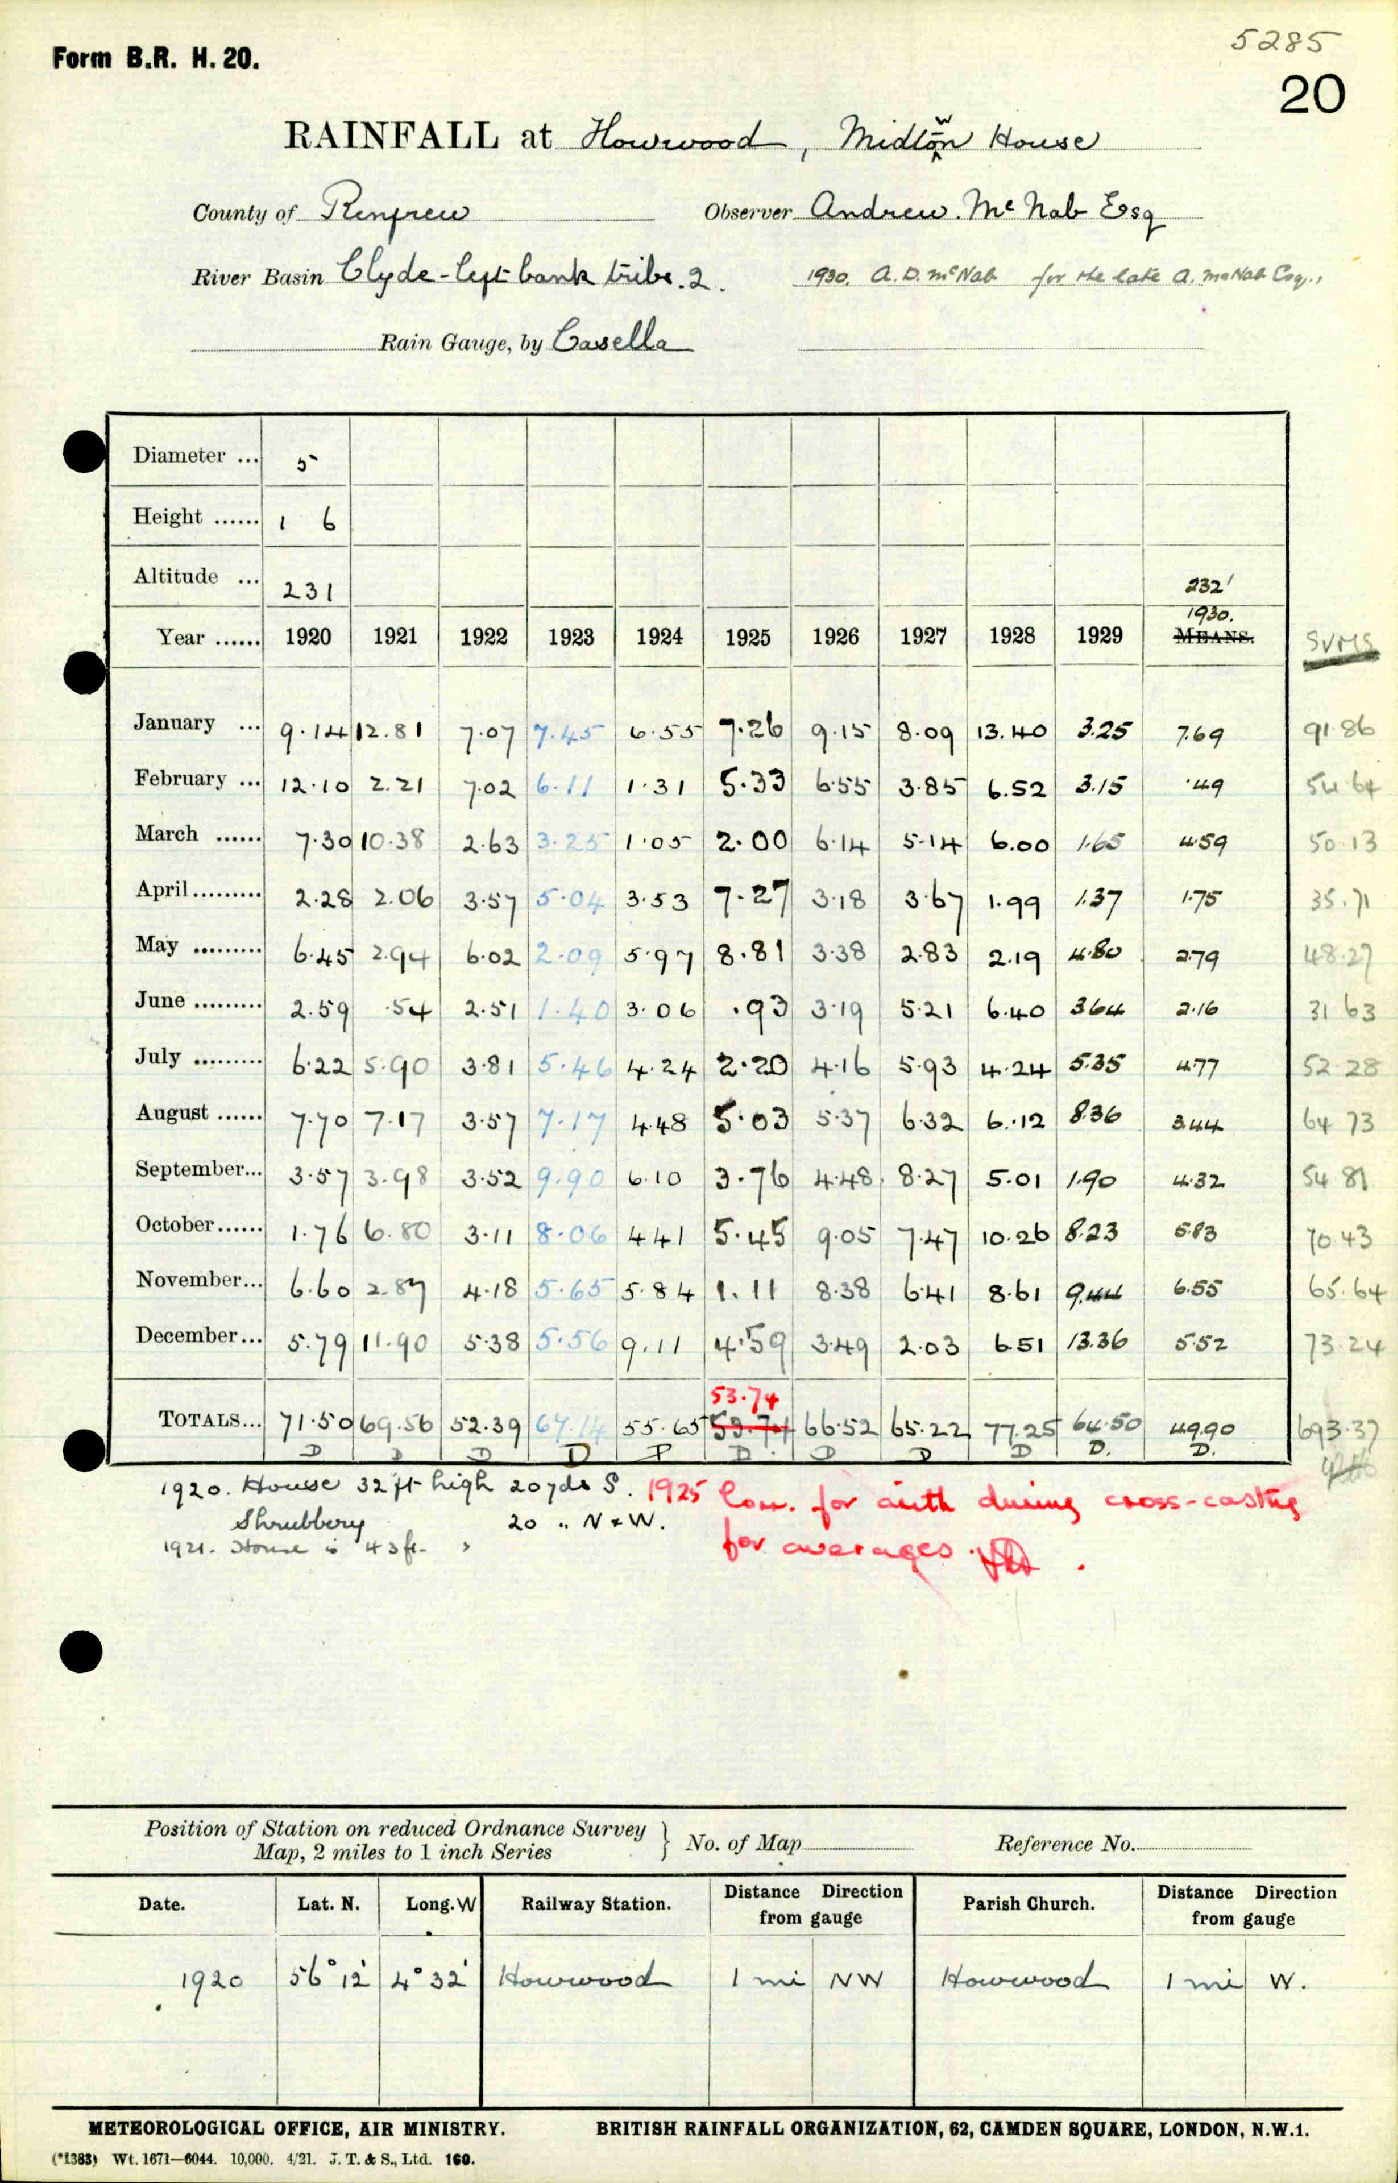 5285
Form B.R. H. 20.
20
RAINFALL at Howwood, Midton House
w
County of Renfrew Observer Andrew. Mc Nab Esq
River Basin Clyde - left bank tribs. 2. 1930. A. D. McNab for the late A. McNab Esq.,
Rain Gauge, by Casella
Diameter ... 5
Height ...... 1 6
Altitude ... 231 232'
1930.
Year ...... 1920 1921 1922 1923 1924 1925 1926 1927 1928 1929 MEANS. SUMS
January ... 9.14 12.81 7.07 7.45 6.55 7.26 9.15 8.09 13.40 3.25 7.69 91.86
February ... 12.10 2.21 7.02 6.11 1.31 5.33 6.55 3.85 6.52 3.15 .49 54.64
March ...... 7.30 10.38 2.63 3.25 1.05 2.00 6.14 5.14 6.00 1.65 4.59 50.13
April ......... 2.28 2.06 3.57 5.04 3.53 7.27 3.18 3.67 1.99 1.37 1.75 35.71
May ......... 6.45 2.94 6.02 2.09 5.97 8.81 3.38 2.83 2.19 4.80 2.79 48.27
June ......... 2.59 .54 2.51 1.40 3.06 .93 3.19 5.21 6.40 3.64 2.16 31 63
July ......... 6.22 5.90 3.81 5.46 4.24 2.20 4.16 5.93 4.24 5.35 4.77 52.28
August ...... 7.70 7.17 3.57 7.17 4.48 5.03 5.37 6.32 6.12 8.36 3.44 64 73
September... 3.57 3.98 3.52 9.90 6.10 3.76 4.48 8.27 5.01 1.90 4.32 54 81
October ...... 1.76 6.80 3.11 8.06 4.41 5.45 9.05 7.47 10.26 8.23 5.83 70.43
November... 6.60 2.87 4.18 5.65 5.84 1.11 8.38 6.41 8.61 9.44 6.55 65.64
December ... 5.79 11.90 5.38 5.56 9.11 4.59 3.49 2.03 6.51 13.36 5.52 73.24
53.74
TOTALS... 71.50 69.56 52.39 67.14 55.65 53.74 66.52 65.22 77.25 64.50 49.90 693.37
D D D D P D. D D D D. D.
1920. House 32 ft high 20 yds S. 1925 Corr. for arith during cross-casting
Shrubbery 20 " N & W.
for averages.
1921. House is 43 ft. "
Position of Station on reduced Ordnance Survey
Map, 2 miles to 1 inch Series } No. of Map Reference No.
Date. Lat. N. Long. W Railway Station. Distance Direction from gauge Parish Church. Distance Direction from gauge
1920 56° 12' 4° 32' Howwood 1 mi NW Howwood 1 mi W.
METEOROLOGICAL OFFICE, AIR MINISTRY. BRITISH RAINFALL ORGANIZATION, 62, CAMDEN SQUARE, LONDON, N.W.1.
(*1383) Wt. 1671—6044. 10,000. 4/21. J. T. & S., Ltd. 160.